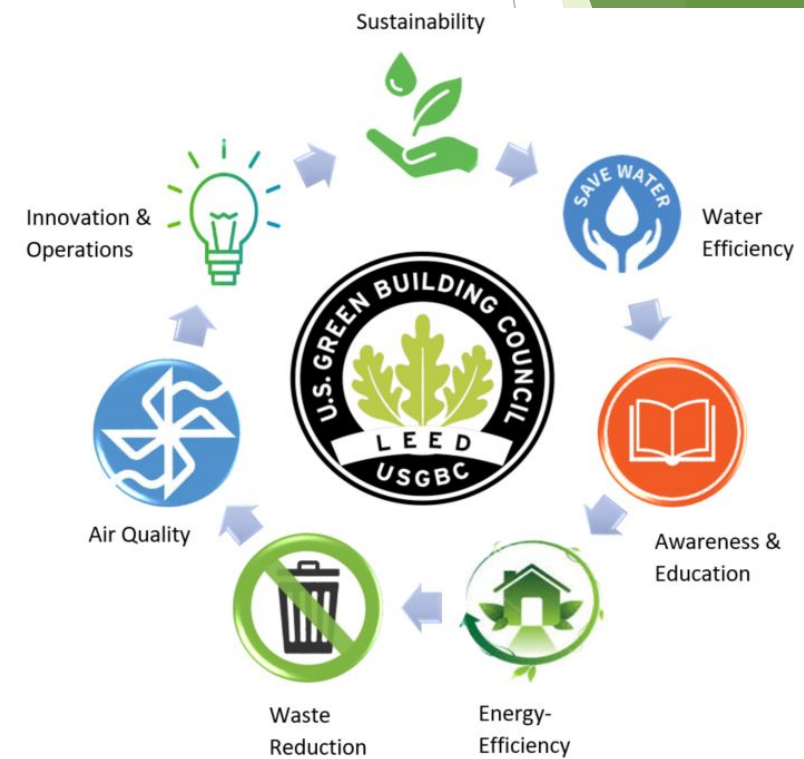 Sustainability
SAVE WATER
Water
Efficiency
Innovation &
Operations
U.S. GREEN BUILDING COUNCIL
LEED
USGBC
Awareness &
Education
Air Quality
Energy-
Efficiency
Waste
Reduction